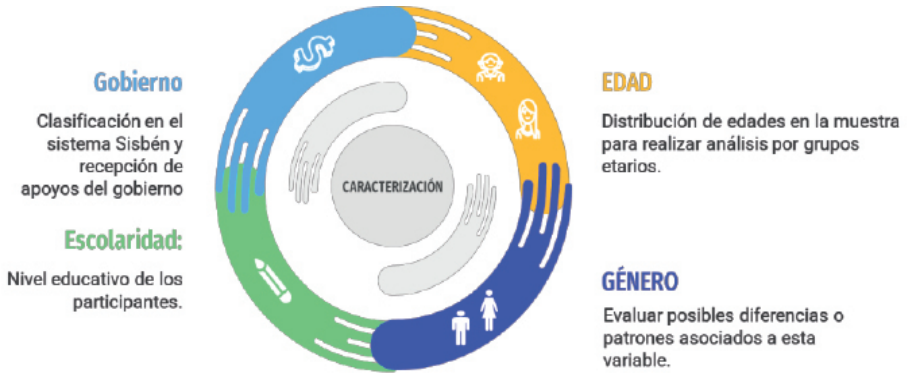 Gobierno
Clasificación en el
sistema Sisbén y
recepción de
apoyos del gobierno
Escolaridad:
Nivel educativo de los
participantes.
CARACTERIZACIÓN
EDAD
Distribución de edades en la muestra
para realizar análisis por grupos
etarios.
GÉNERO
Evaluar posibles diferencias o
patrones asociados a esta
variable.